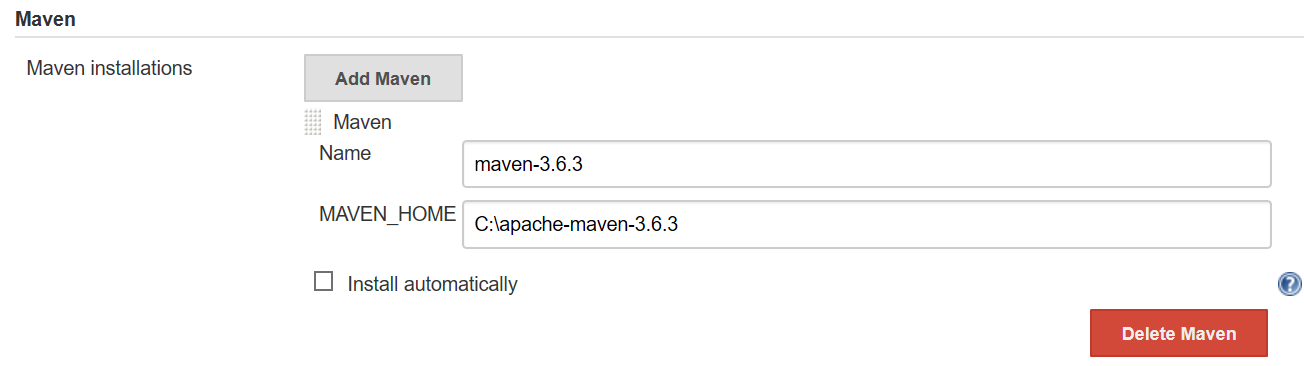 Maven
Maven installations
Add Maven
Maven
Name
maven-3.6.3
MAVEN_HOME
C:\apache-maven-3.6.3
Install automatically
?
Delete Maven